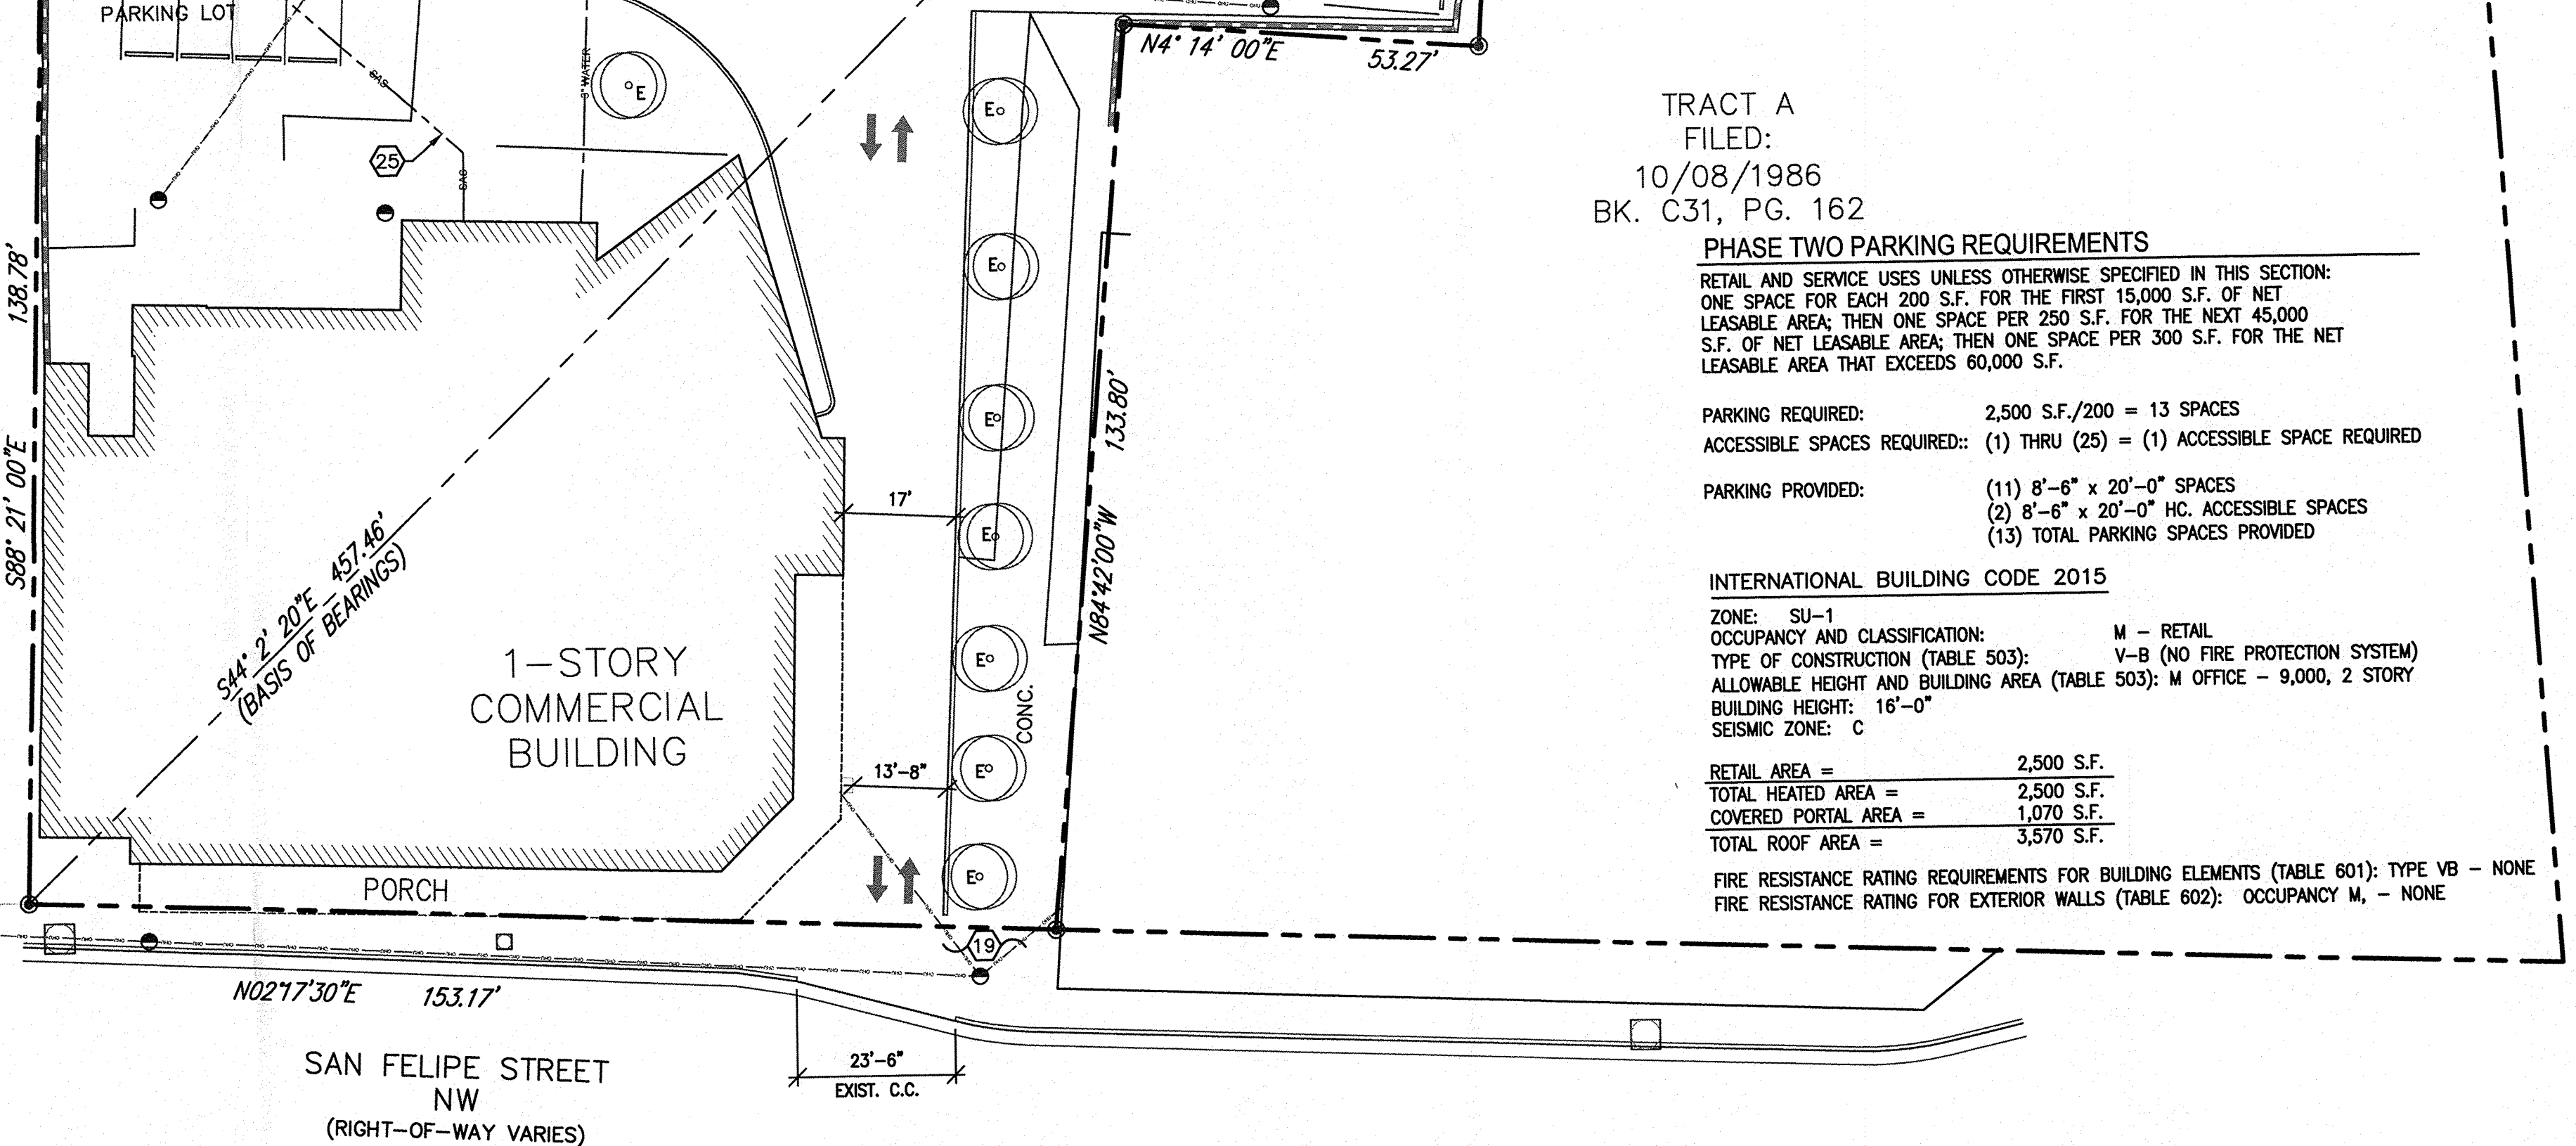 PARKING LOT
SAS
25
SAS
3" WATER
E
N4° 14' 00"E
53.27'
E
E
E
E
E
E
E
138.78'
S88° 21' 00"E
S44° 2' 20"E 457.46'
(BASIS OF BEARINGS)
1-STORY
COMMERCIAL
BUILDING
PORCH
17'
13'-8"
CONC.
133.80'
N84°42'00"W
19
N02°17'30"E 153.17'
23'-6"
EXIST. C.C.
SAN FELIPE STREET
NW
(RIGHT-OF-WAY VARIES)
TRACT A
FILED:
10/08/1986
BK. C31, PG. 162
PHASE TWO PARKING REQUIREMENTS
RETAIL AND SERVICE USES UNLESS OTHERWISE SPECIFIED IN THIS SECTION:
ONE SPACE FOR EACH 200 S.F. FOR THE FIRST 15,000 S.F. OF NET
LEASABLE AREA; THEN ONE SPACE PER 250 S.F. FOR THE NEXT 45,000
S.F. OF NET LEASABLE AREA; THEN ONE SPACE PER 300 S.F. FOR THE NET
LEASABLE AREA THAT EXCEEDS 60,000 S.F.
PARKING REQUIRED: 2,500 S.F./200 = 13 SPACES
ACCESSIBLE SPACES REQUIRED:: (1) THRU (25) = (1) ACCESSIBLE SPACE REQUIRED
PARKING PROVIDED: (11) 8'-6" x 20'-0" SPACES
(2) 8'-6" x 20'-0" HC. ACCESSIBLE SPACES
(13) TOTAL PARKING SPACES PROVIDED
INTERNATIONAL BUILDING CODE 2015
ZONE: SU-1
OCCUPANCY AND CLASSIFICATION: M - RETAIL
TYPE OF CONSTRUCTION (TABLE 503): V-B (NO FIRE PROTECTION SYSTEM)
ALLOWABLE HEIGHT AND BUILDING AREA (TABLE 503): M OFFICE - 9,000, 2 STORY
BUILDING HEIGHT: 16'-0"
SEISMIC ZONE: C
RETAIL AREA = 2,500 S.F.
TOTAL HEATED AREA = 2,500 S.F.
COVERED PORTAL AREA = 1,070 S.F.
TOTAL ROOF AREA = 3,570 S.F.
FIRE RESISTANCE RATING REQUIREMENTS FOR BUILDING ELEMENTS (TABLE 601): TYPE VB - NONE
FIRE RESISTANCE RATING FOR EXTERIOR WALLS (TABLE 602): OCCUPANCY M, - NONE